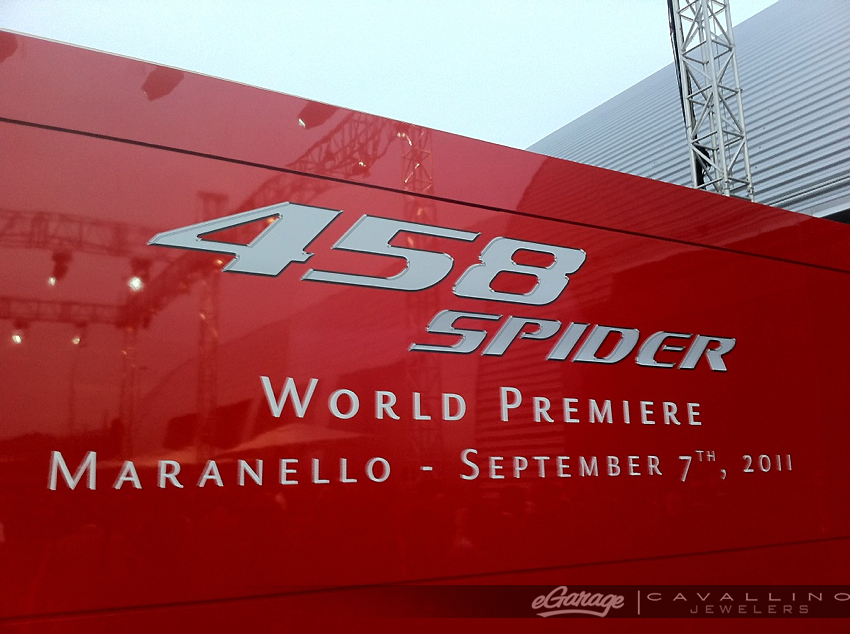 458
SPIDER
WORLD PREMIERE
MARANELLO - SEPTEMBER 7TH, 2011
eGarage | CAVALLINO
JEWELERS